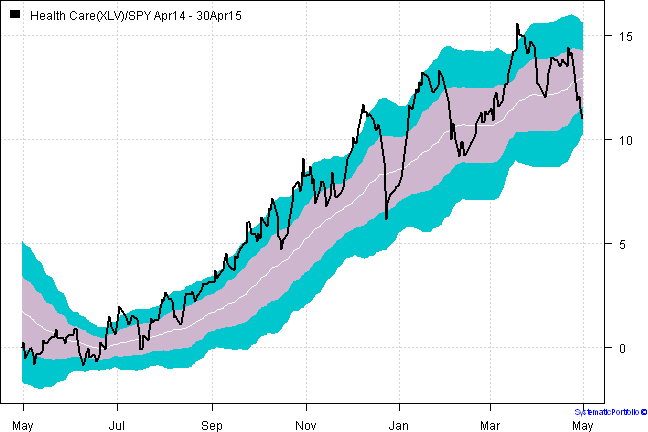 Health Care(XLV)/SPY Apr14 - 30Apr15
15
10
5
0
May Jul Sep Nov Jan Mar May
SystematicPortfolio ©